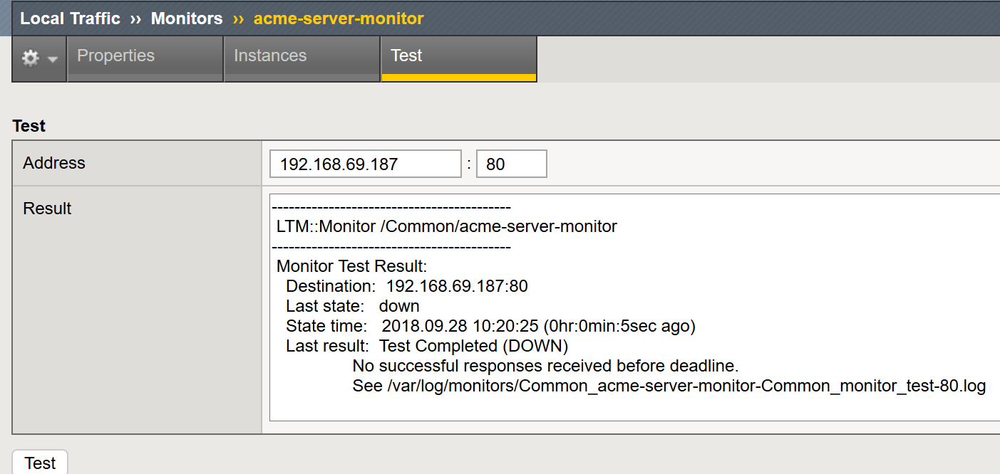 Local Traffic ›› Monitors ›› acme-server-monitor
Properties Instances Test
Test
Address 192.168.69.187 : 80
Result
------------------------------------------
LTM::Monitor /Common/acme-server-monitor
------------------------------------------
Monitor Test Result:
Destination: 192.168.69.187:80
Last state: down
State time: 2018.09.28 10:20:25 (0hr:0min:5sec ago)
Last result: Test Completed (DOWN)
No successful responses received before deadline.
See /var/log/monitors/Common_acme-server-monitor-Common_monitor_test-80.log
Test